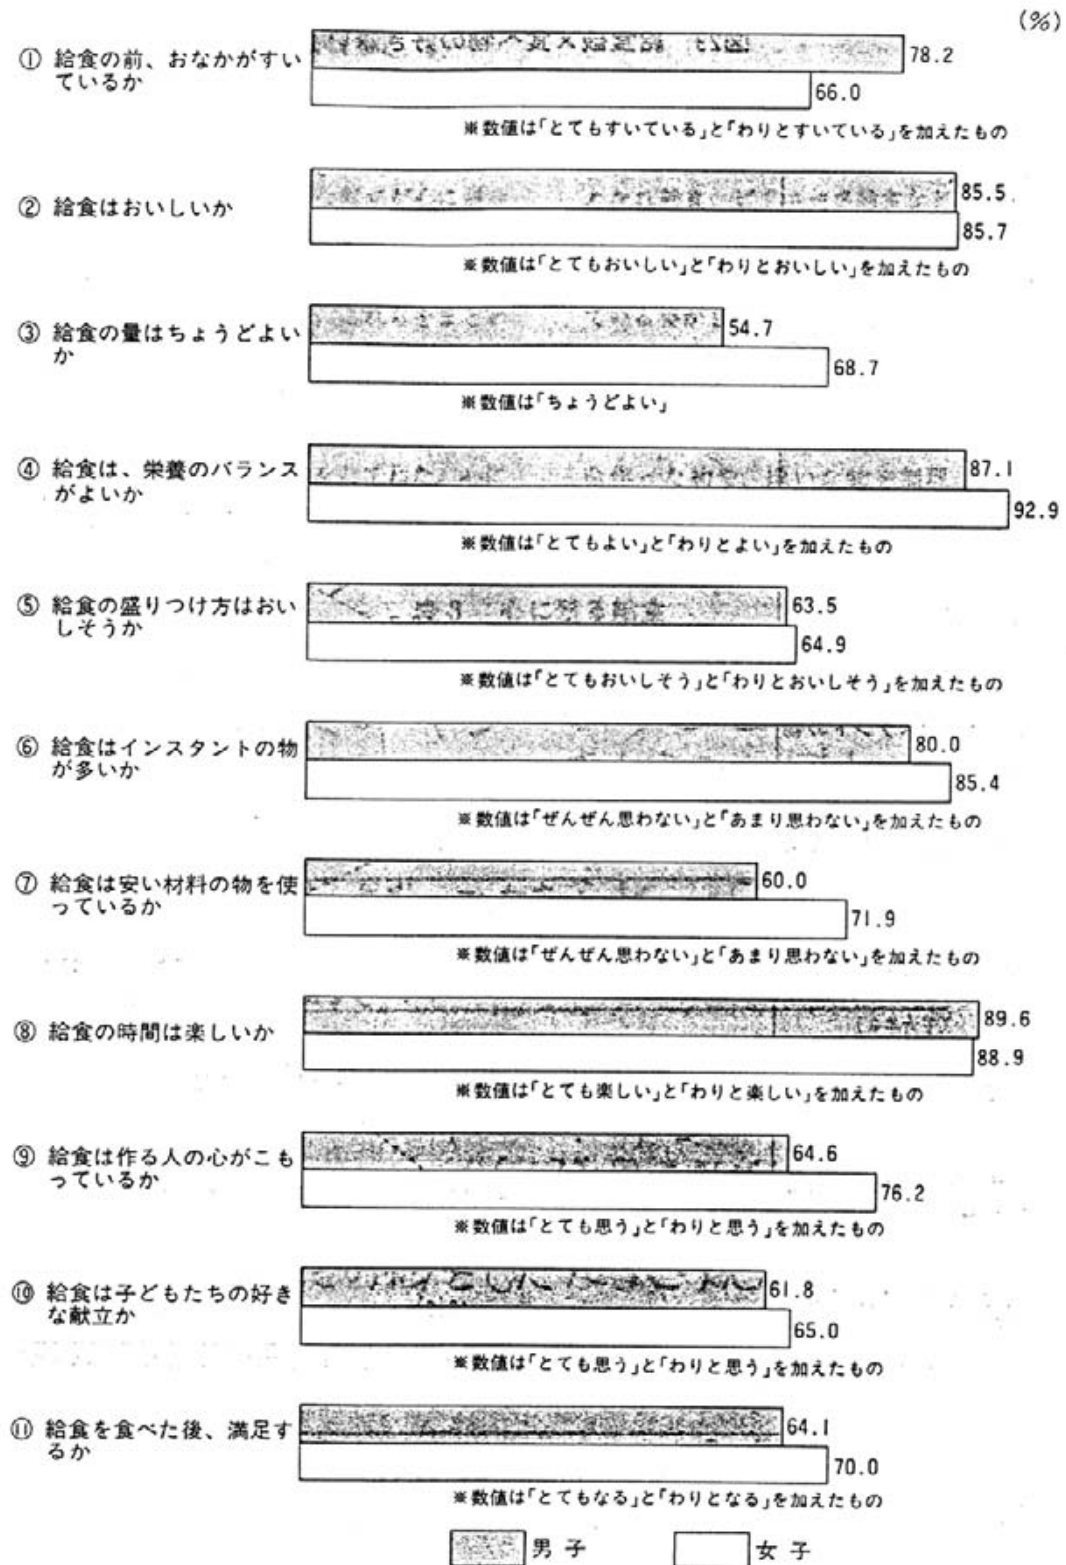 (%)
① 給食の前、おなかがすい
ているか
78.2
66.0
※数値は「とてもすいている」と「わりとすいている」を加えたもの
② 給食はおいしいか
85.5
85.7
※数値は「とてもおいしい」と「わりとおいしい」を加えたもの
③ 給食の量はちょうどよい
か
54.7
68.7
※数値は「ちょうどよい」
④ 給食は、栄養のバランス
がよいか
87.1
92.9
※数値は「とてもよい」と「わりとよい」を加えたもの
⑤ 給食の盛りつけ方はおい
しそうか
63.5
64.9
※数値は「とてもおいしそう」と「わりとおいしそう」を加えたもの
⑥ 給食はインスタントの物
が多いか
80.0
85.4
※数値は「ぜんぜん思わない」と「あまり思わない」を加えたもの
⑦ 給食は安い材料の物を使
っているか
60.0
71.9
※数値は「ぜんぜん思わない」と「あまり思わない」を加えたもの
⑧ 給食の時間は楽しいか
89.6
88.9
※数値は「とても楽しい」と「わりと楽しい」を加えたもの
⑨ 給食は作る人の心がこも
っているか
64.6
76.2
※数値は「とても思う」と「わりと思う」を加えたもの
⑩ 給食は子どもたちの好き
な献立か
61.8
65.0
※数値は「とても思う」と「わりと思う」を加えたもの
⑪ 給食を食べた後、満足す
るか
64.1
70.0
※数値は「とてもなる」と「わりとなる」を加えたもの
男子 女子